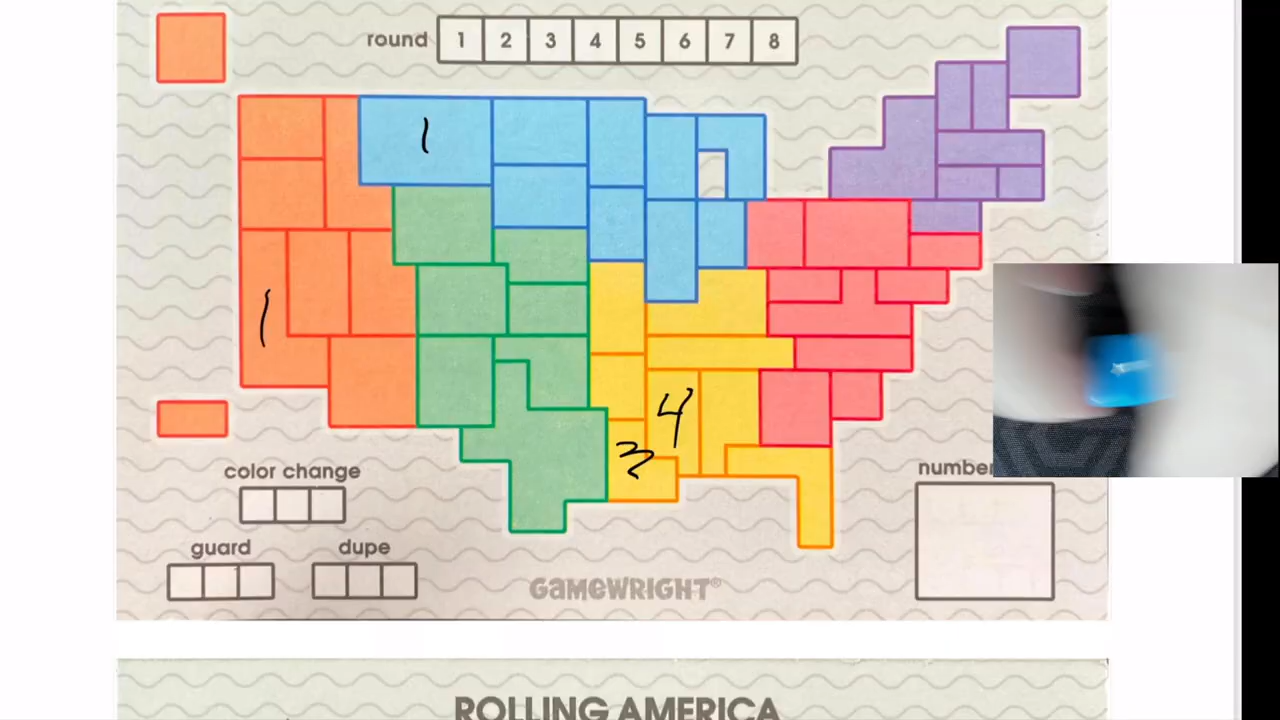 round 1 2 3 4 5 6 7 8
1
1
4
3
color change
number
guard dupe
GAMEWRIGHT®
ROLLING AMERICA